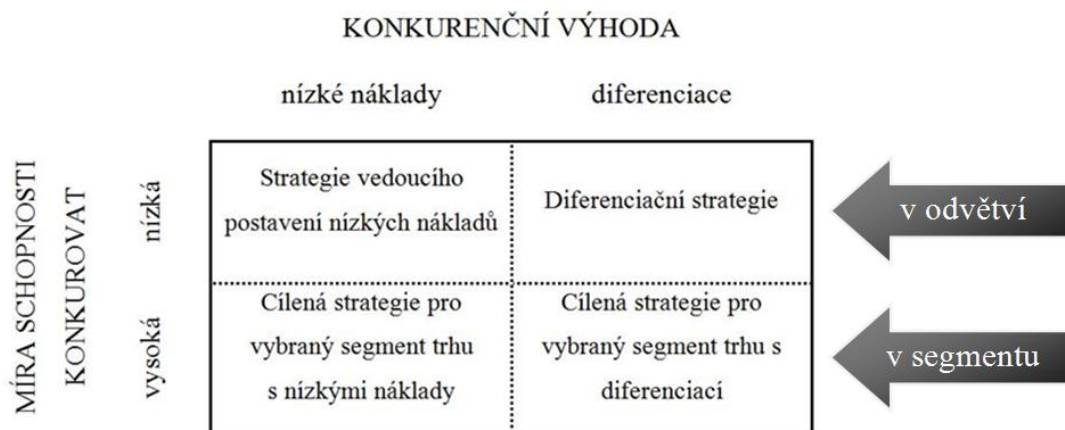 KONKURENČNÍ VÝHODA
nízké náklady
diferenciace
MÍRA SCHOPNOSTI
KONKUROVAT
nízká
Strategie vedoucího
postavení nízkých nákladů
Diferenciační strategie
v odvětví
vysoká
Cílená strategie pro
vybraný segment trhu
s nízkými náklady
Cílená strategie pro
vybraný segment trhu s
diferenciací
v segmentu